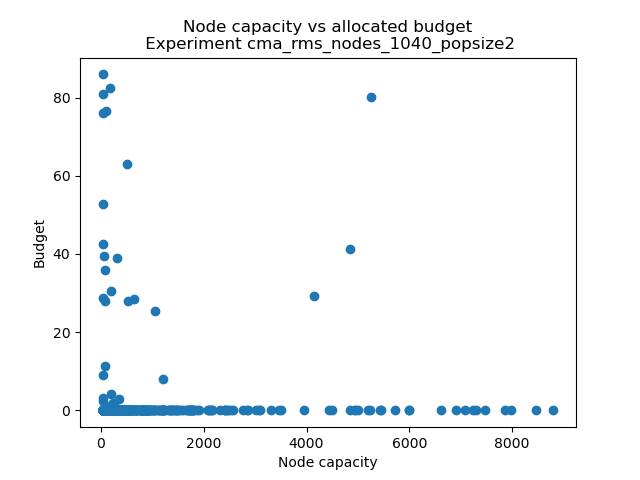 Node capacity vs allocated budget
Experiment cma_rms_nodes_1040_popsize2
80
60
40
20
0
Budget
0 2000 4000 6000 8000
Node capacity